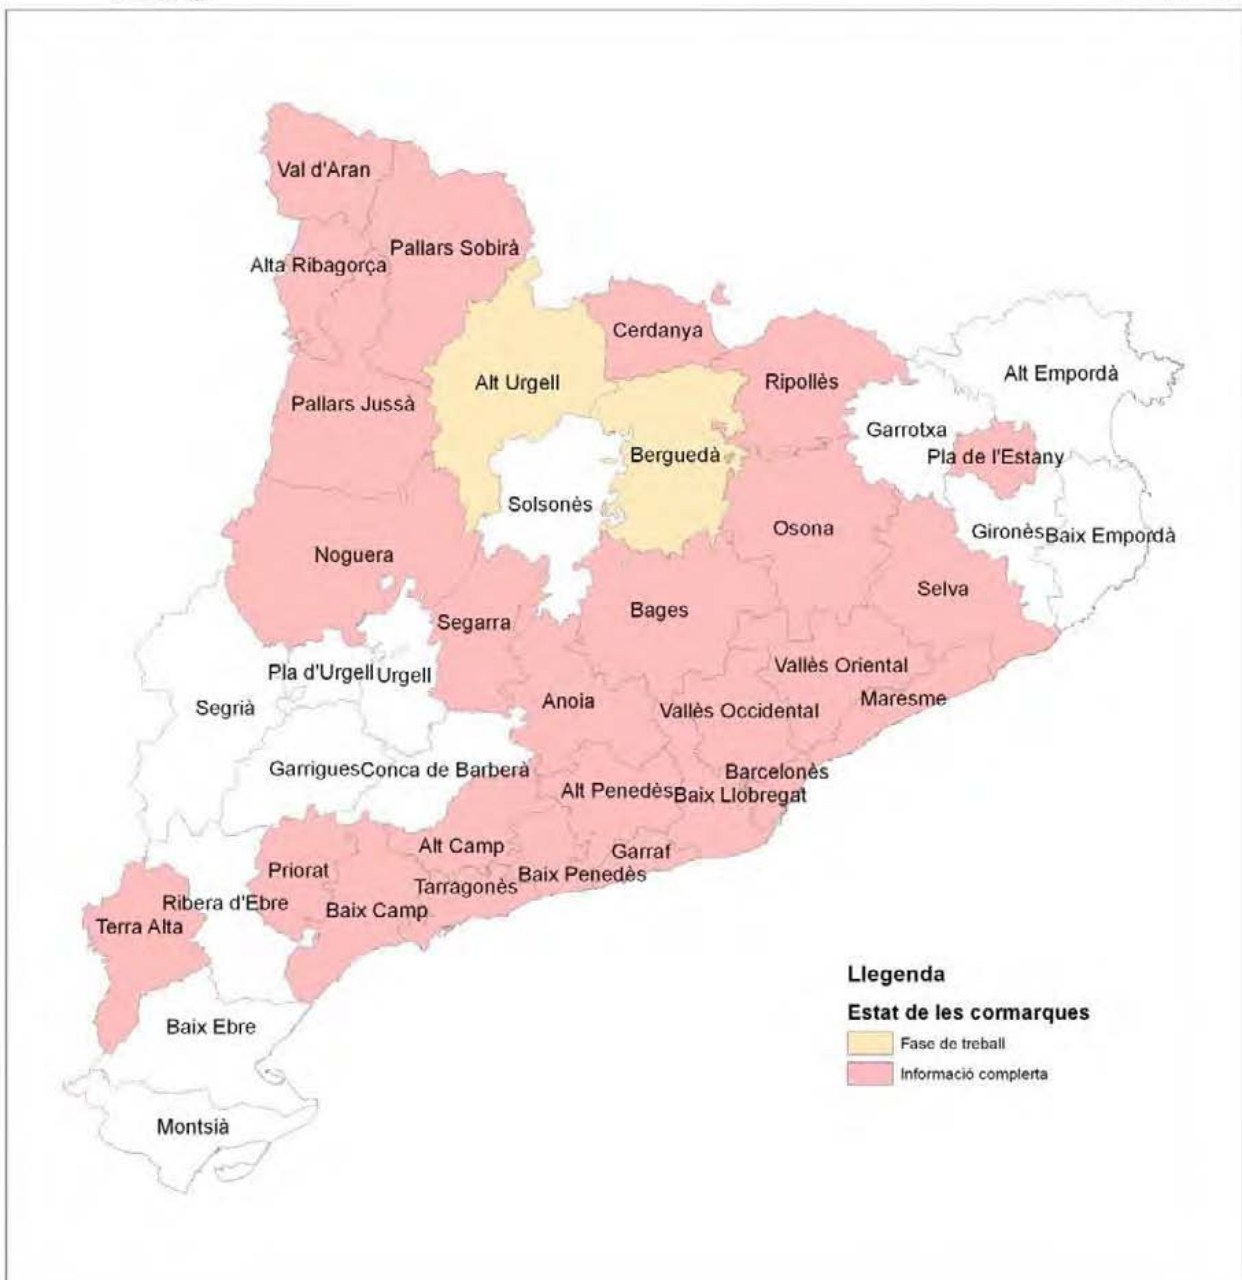 Val d'Aran
Pallars Sobirà
Alta Ribagorça
Cerdanya
Alt Urgell
Ripollès
Alt Empordà
Pallars Jussà
Garrotxa
Berguedà
Pla de l'Estany
Solsonès
Osona
Gironès
Baix Empordà
Noguera
Selva
Bages
Segarra
Vallès Oriental
Pla d'Urgell
Urgell
Anoia
Maresme
Segrià
Vallès Occidental
Garrigues
Conca de Barberà
Barcelonès
Alt Penedès
Baix Llobregat
Alt Camp
Garraf
Priorat
Baix Penedès
Tarragonès
Ribera d'Ebre
Baix Camp
Terra Alta
Baix Ebre
Montsià
Llegenda
Estat de les cormarques
Fase de treball
Informació complerta